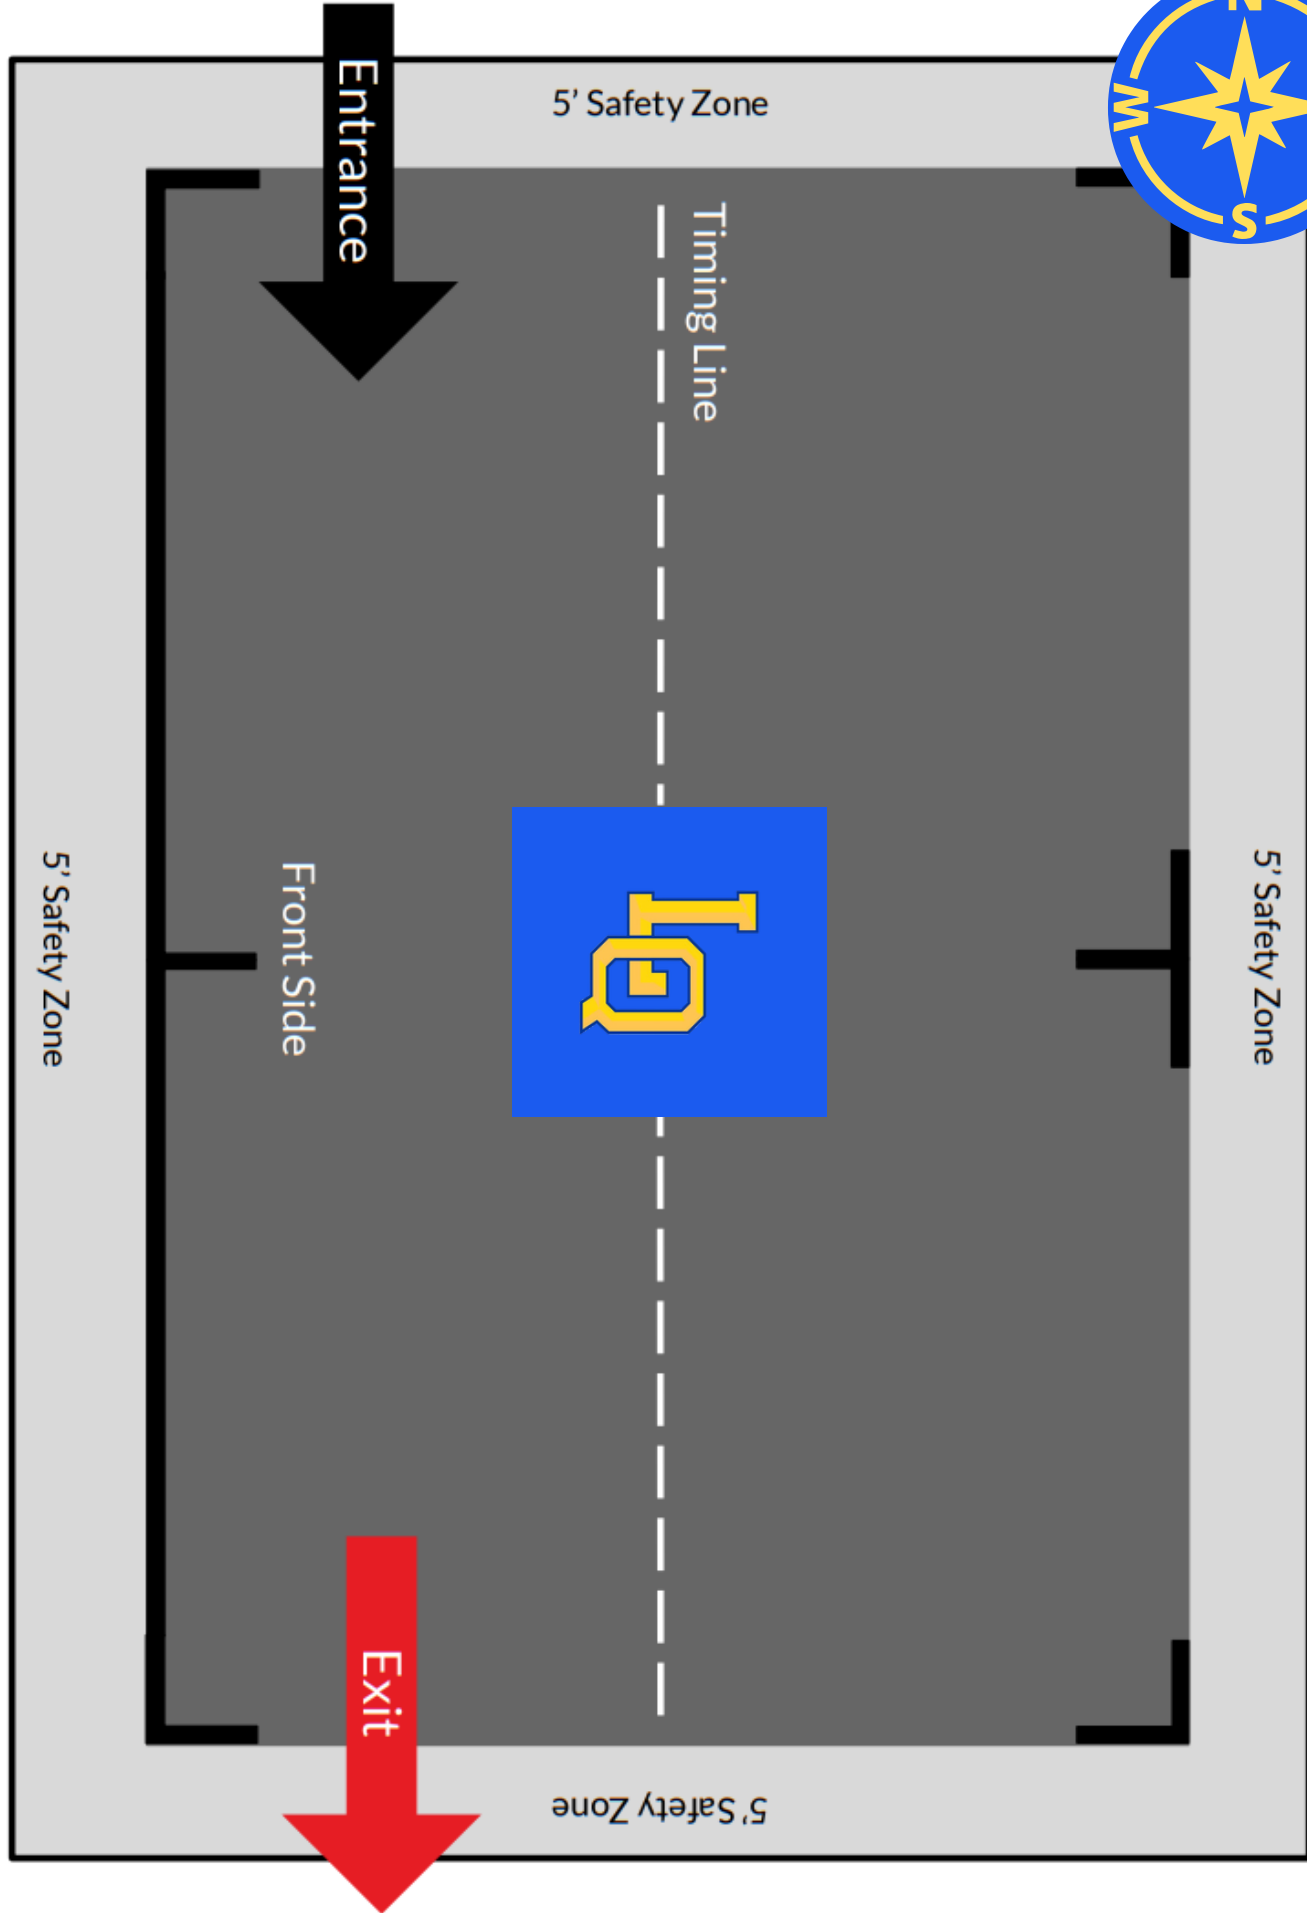 N
W
S
Entrance
5’ Safety Zone
Timing Line
5’ Safety Zone
Front Side
5’ Safety Zone
Exit
5’ Safety Zone